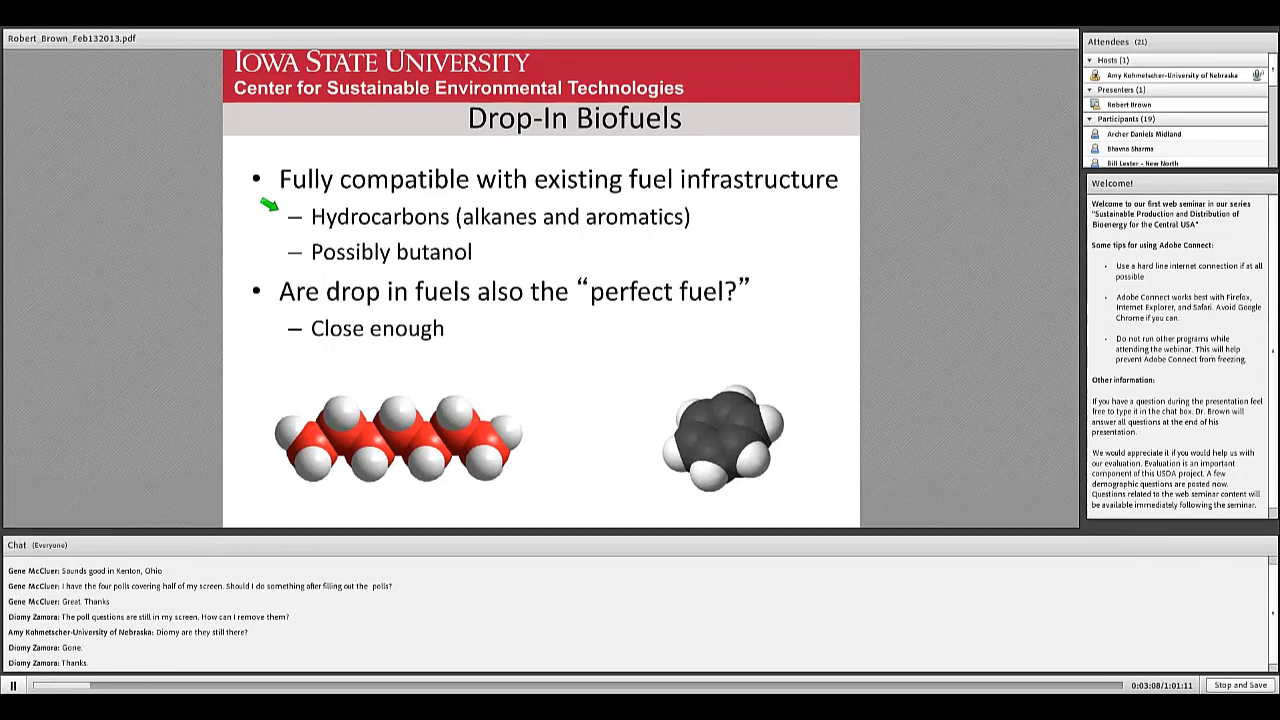 Robert_Brown_Feb132013.pdf
IOWA STATE UNIVERSITY
Center for Sustainable Environmental Technologies
Drop-In Biofuels
• Fully compatible with existing fuel infrastructure
– Hydrocarbons (alkanes and aromatics)
– Possibly butanol
• Are drop in fuels also the “perfect fuel?”
– Close enough
Attendees (21)
Hosts (1)
Amy Kohmetscher-University of Nebraska
Presenters (1)
Robert Brown
Participants (19)
Archer Daniels Midland
Bhavna Sharma
Bill Lester - New North
Welcome!
Welcome to our first web seminar in our series
"Sustainable Production and Distribution of
Bioenergy for the Central USA"
Some tips for using Adobe Connect:
• Use a hard line internet connection if at all
possible
• Adobe Connect works best with Firefox,
Internet Explorer, and Safari. Avoid Google
Chrome if you can.
• Do not run other programs while
attending the webinar. This will help
prevent Adobe Connect from freezing.
Other information:
If you have a question during the presentation feel
free to type it in the chat box. Dr. Brown will
answer all questions at the end of his
presentation.
We would appreciate it if you would help us with
our evaluation. Evaluation is an important
component of this USDA project. A few
demographic questions are posted now.
Questions related to the web seminar content will
be available immediately following the seminar.
Chat (Everyone)
Gene McCluer: Sounds good in Kenton, Ohio
Gene McCluer: I have the four polls covering half of my screen. Should I do something after filling out the polls?
Gene McCluer: Great. Thanks
Diomy Zamora: The poll questions are still in my screen. How can I remove them?
Amy Kohmetscher-University of Nebraska: Diomy are they still there?
Diomy Zamora: Gone.
Diomy Zamora: Thanks.
0:03:08/1:01:11
Stop and Save